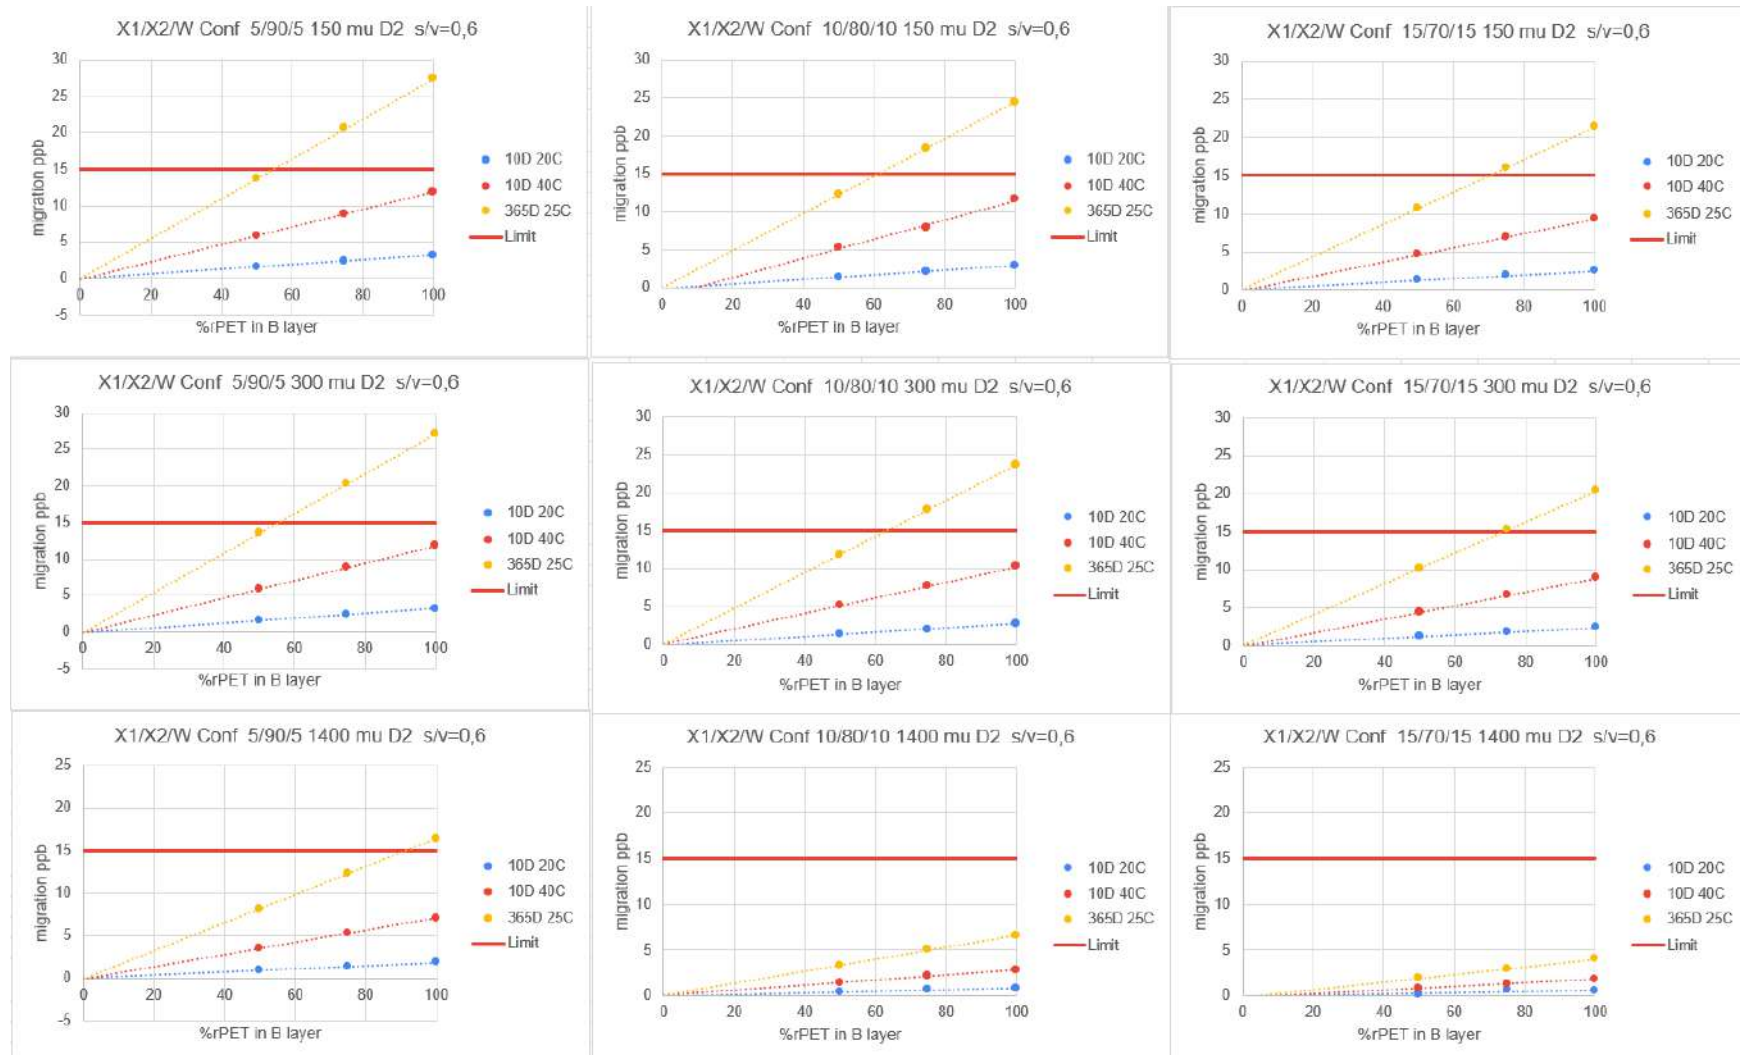 X1/X2/W Conf 5/90/5 150 mu D2 s/v=0,6
30
25
20
15
10
5
0
-5
migration ppb
0 20 40 60 80 100
%rPET in B layer
10D 20C
10D 40C
365D 25C
Limit
X1/X2/W Conf 10/80/10 150 mu D2 s/v=0,6
30
25
20
15
10
5
0
migration ppb
0 20 40 60 80 100
%rPET in B layer
10D 20C
10D 40C
365D 25C
Limit
X1/X2/W Conf 15/70/15 150 mu D2 s/v=0,6
30
25
20
15
10
5
0
migration ppb
0 20 40 60 80 100
%rPET in B layer
10D 20C
10D 40C
365D 25C
Limit
X1/X2/W Conf 5/90/5 300 mu D2 s/v=0,6
30
25
20
15
10
5
0
-5
migration ppb
0 20 40 60 80 100
%rPET in B layer
10D 20C
10D 40C
365D 25C
Limit
X1/X2/W Conf 10/80/10 300 mu D2 s/v=0,6
30
25
20
15
10
5
0
migration ppb
0 20 40 60 80 100
%rPET in B layer
10D 20C
10D 40C
365D 25C
Limit
X1/X2/W Conf 15/70/15 300 mu D2 s/v=0,6
30
25
20
15
10
5
0
migration ppb
0 20 40 60 80 100
%rPET in B layer
10D 20C
10D 40C
365D 25C
Limit
X1/X2/W Conf 5/90/5 1400 mu D2 s/v=0,6
25
20
15
10
5
0
-5
migration ppb
0 20 40 60 80 100
%rPET in B layer
10D 20C
10D 40C
365D 25C
Limit
X1/X2/W Conf 10/80/10 1400 mu D2 s/v=0,6
25
20
15
10
5
0
migration ppb
0 20 40 60 80 100
%rPET in B layer
10D 20C
10D 40C
365D 25C
Limit
X1/X2/W Conf 15/70/15 1400 mu D2 s/v=0,6
25
20
15
10
5
0
migration ppb
0 20 40 60 80 100
%rPET in B layer
10D 20C
10D 40C
365D 25C
Limit